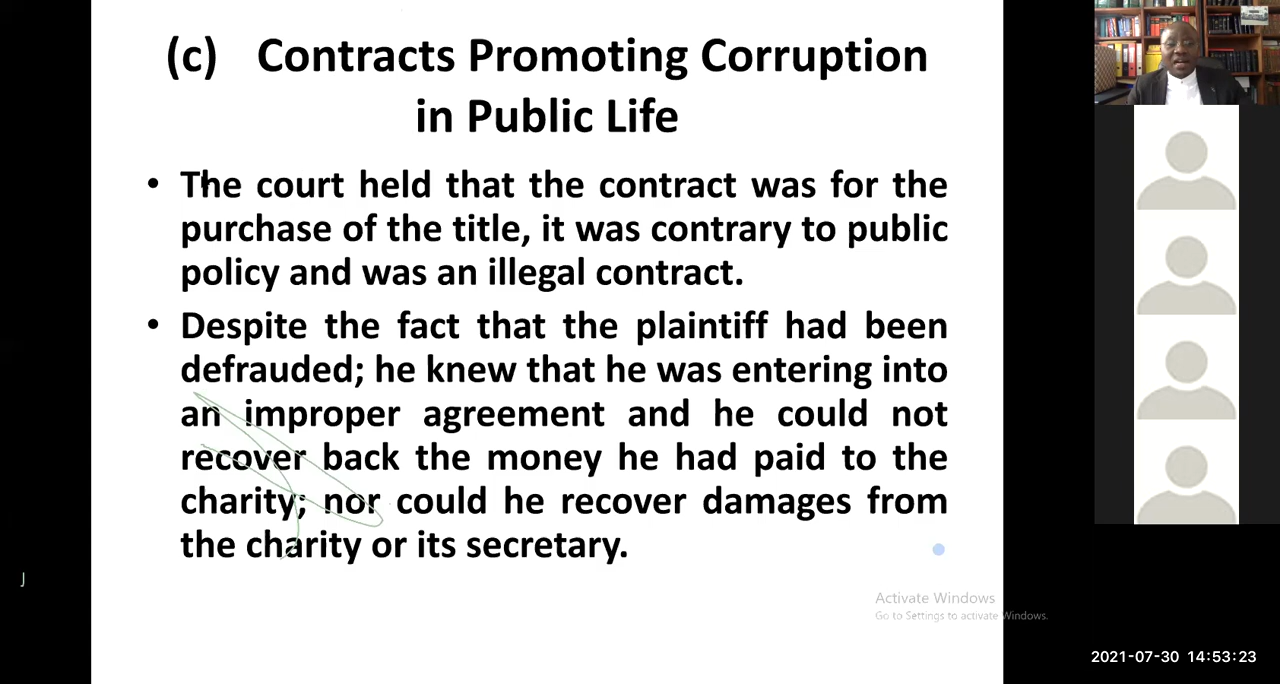 (c) Contracts Promoting Corruption
in Public Life
• The court held that the contract was for the
purchase of the title, it was contrary to public
policy and was an illegal contract.
• Despite the fact that the plaintiff had been
defrauded; he knew that he was entering into
an improper agreement and he could not
recover back the money he had paid to the
charity; nor could he recover damages from
the charity or its secretary.
J
Activate Windows
Go to Settings to activate Windows.
2021-07-30 14:53:23